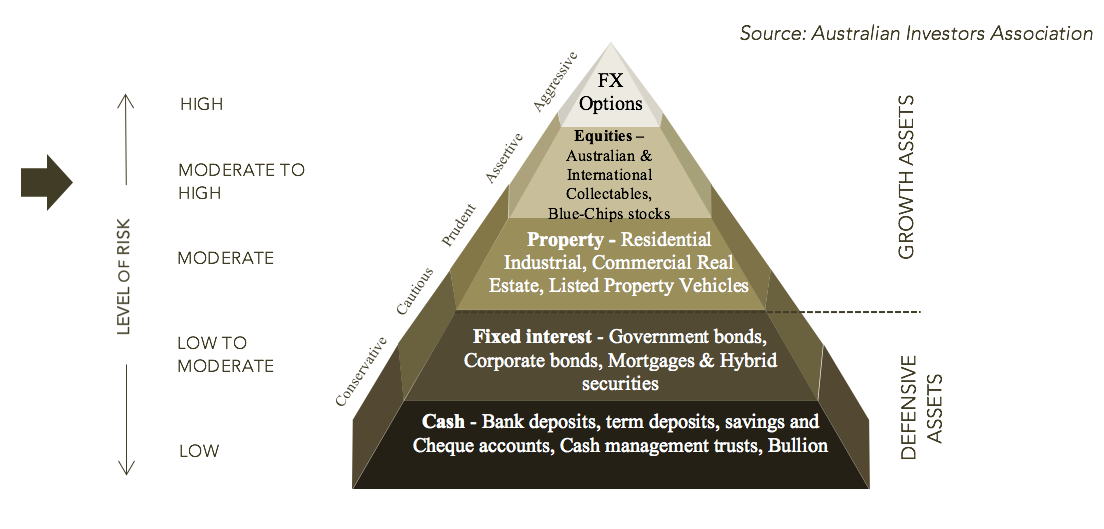 Source: Australian Investors Association
HIGH
MODERATE TO
HIGH
MODERATE
LOW TO
MODERATE
LOW
LEVEL OF RISK
Aggressive
Assertive
Prudent
Cautious
Conservative
FX
Options
Equities –
Australian &
International
Collectables,
Blue-Chips stocks
Property - Residential
Industrial, Commercial Real
Estate, Listed Property Vehicles
Fixed interest - Government bonds,
Corporate bonds, Mortgages & Hybrid
securities
Cash - Bank deposits, term deposits, savings and
Cheque accounts, Cash management trusts, Bullion
GROWTH ASSETS
DEFENSIVE
ASSETS